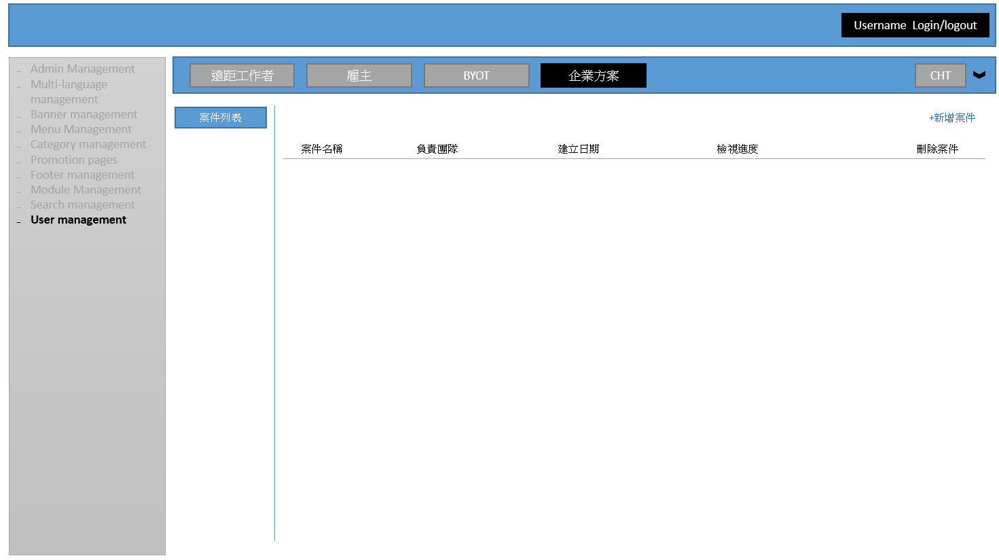 Username  Login/logout
遠距工作者
雇主
BYOT
企業方案
CHT
– Admin Management
– Multi-language
management
– Banner management
– Menu Management
– Category management
– Promotion pages
– Footer management
– Module Management
– Search management
– User management
案件列表
+新增案件
案件名稱 負責團隊 建立日期 檢視進度 刪除案件